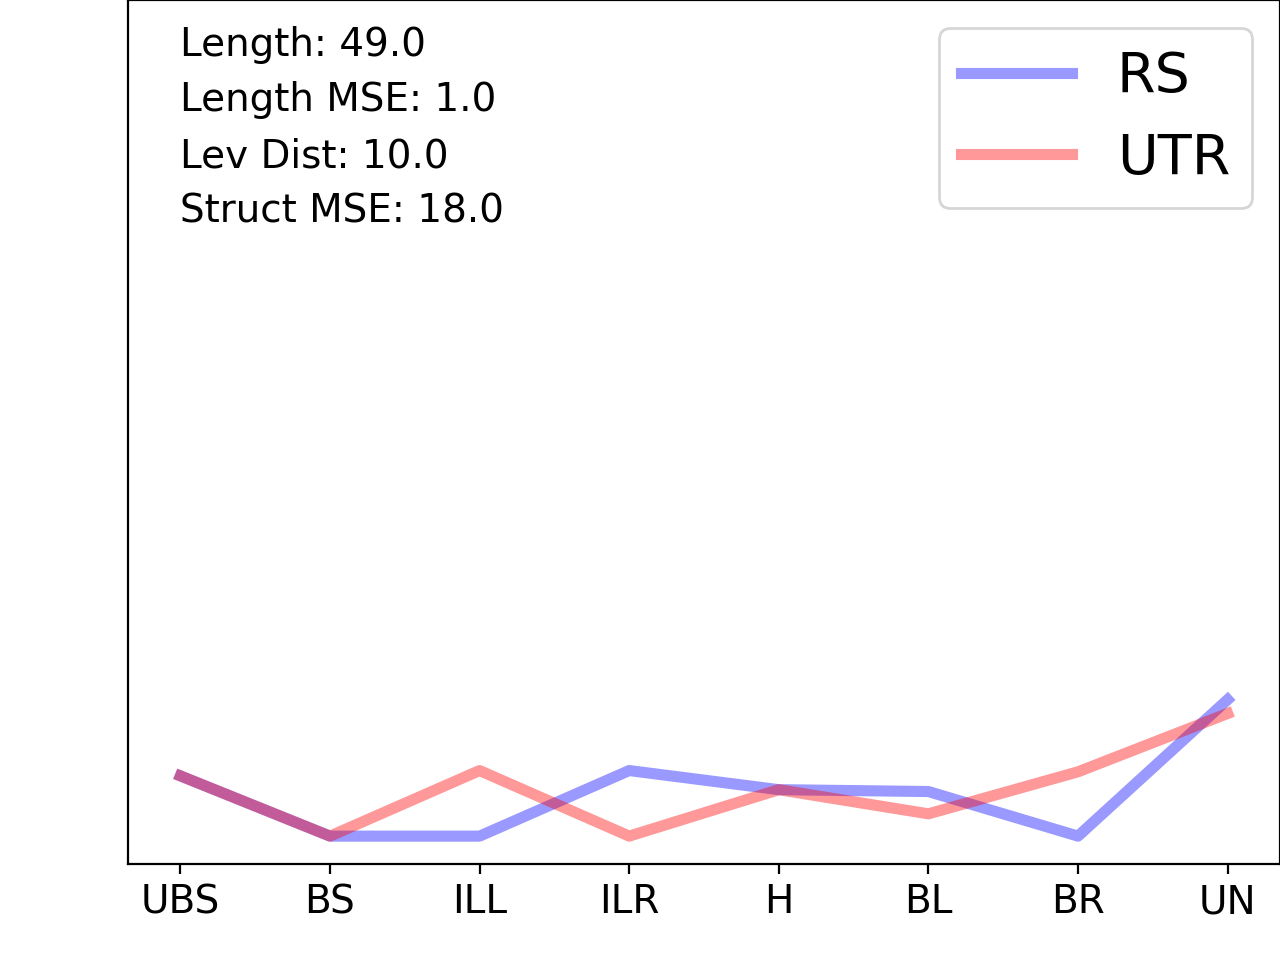 Length: 49.0
Length MSE: 1.0
Lev Dist: 10.0
Struct MSE: 18.0
RS
UTR
UBS BS ILL ILR H BL BR UN